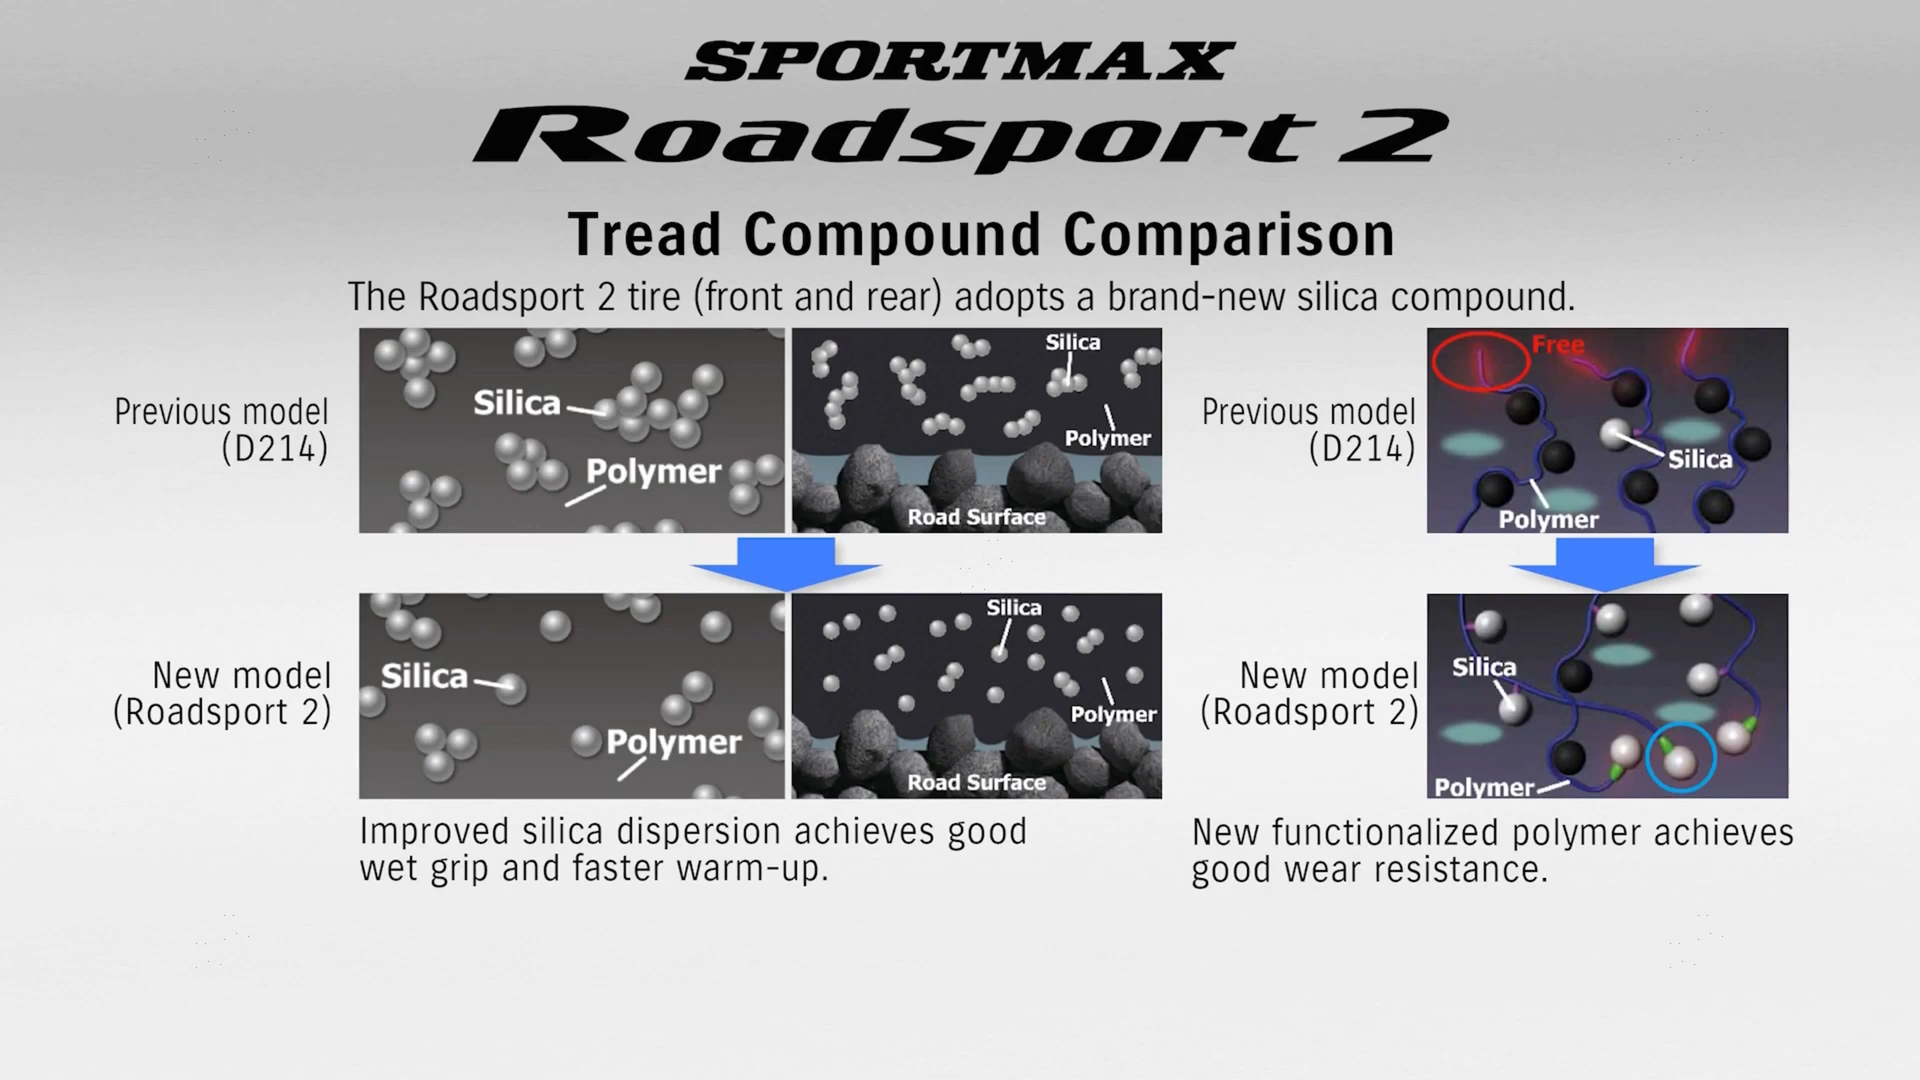 SPORTMAX
Roadsport 2
Tread Compound Comparison
The Roadsport 2 tire (front and rear) adopts a brand-new silica compound.
Previous model
(D214)
Silica
Polymer
Silica
Polymer
Road Surface
New model
(Roadsport 2)
Silica
Polymer
Silica
Polymer
Road Surface
Improved silica dispersion achieves good
wet grip and faster warm-up.
Previous model
(D214)
Free
Silica
Polymer
New model
(Roadsport 2)
Silica
Polymer
New functionalized polymer achieves
good wear resistance.